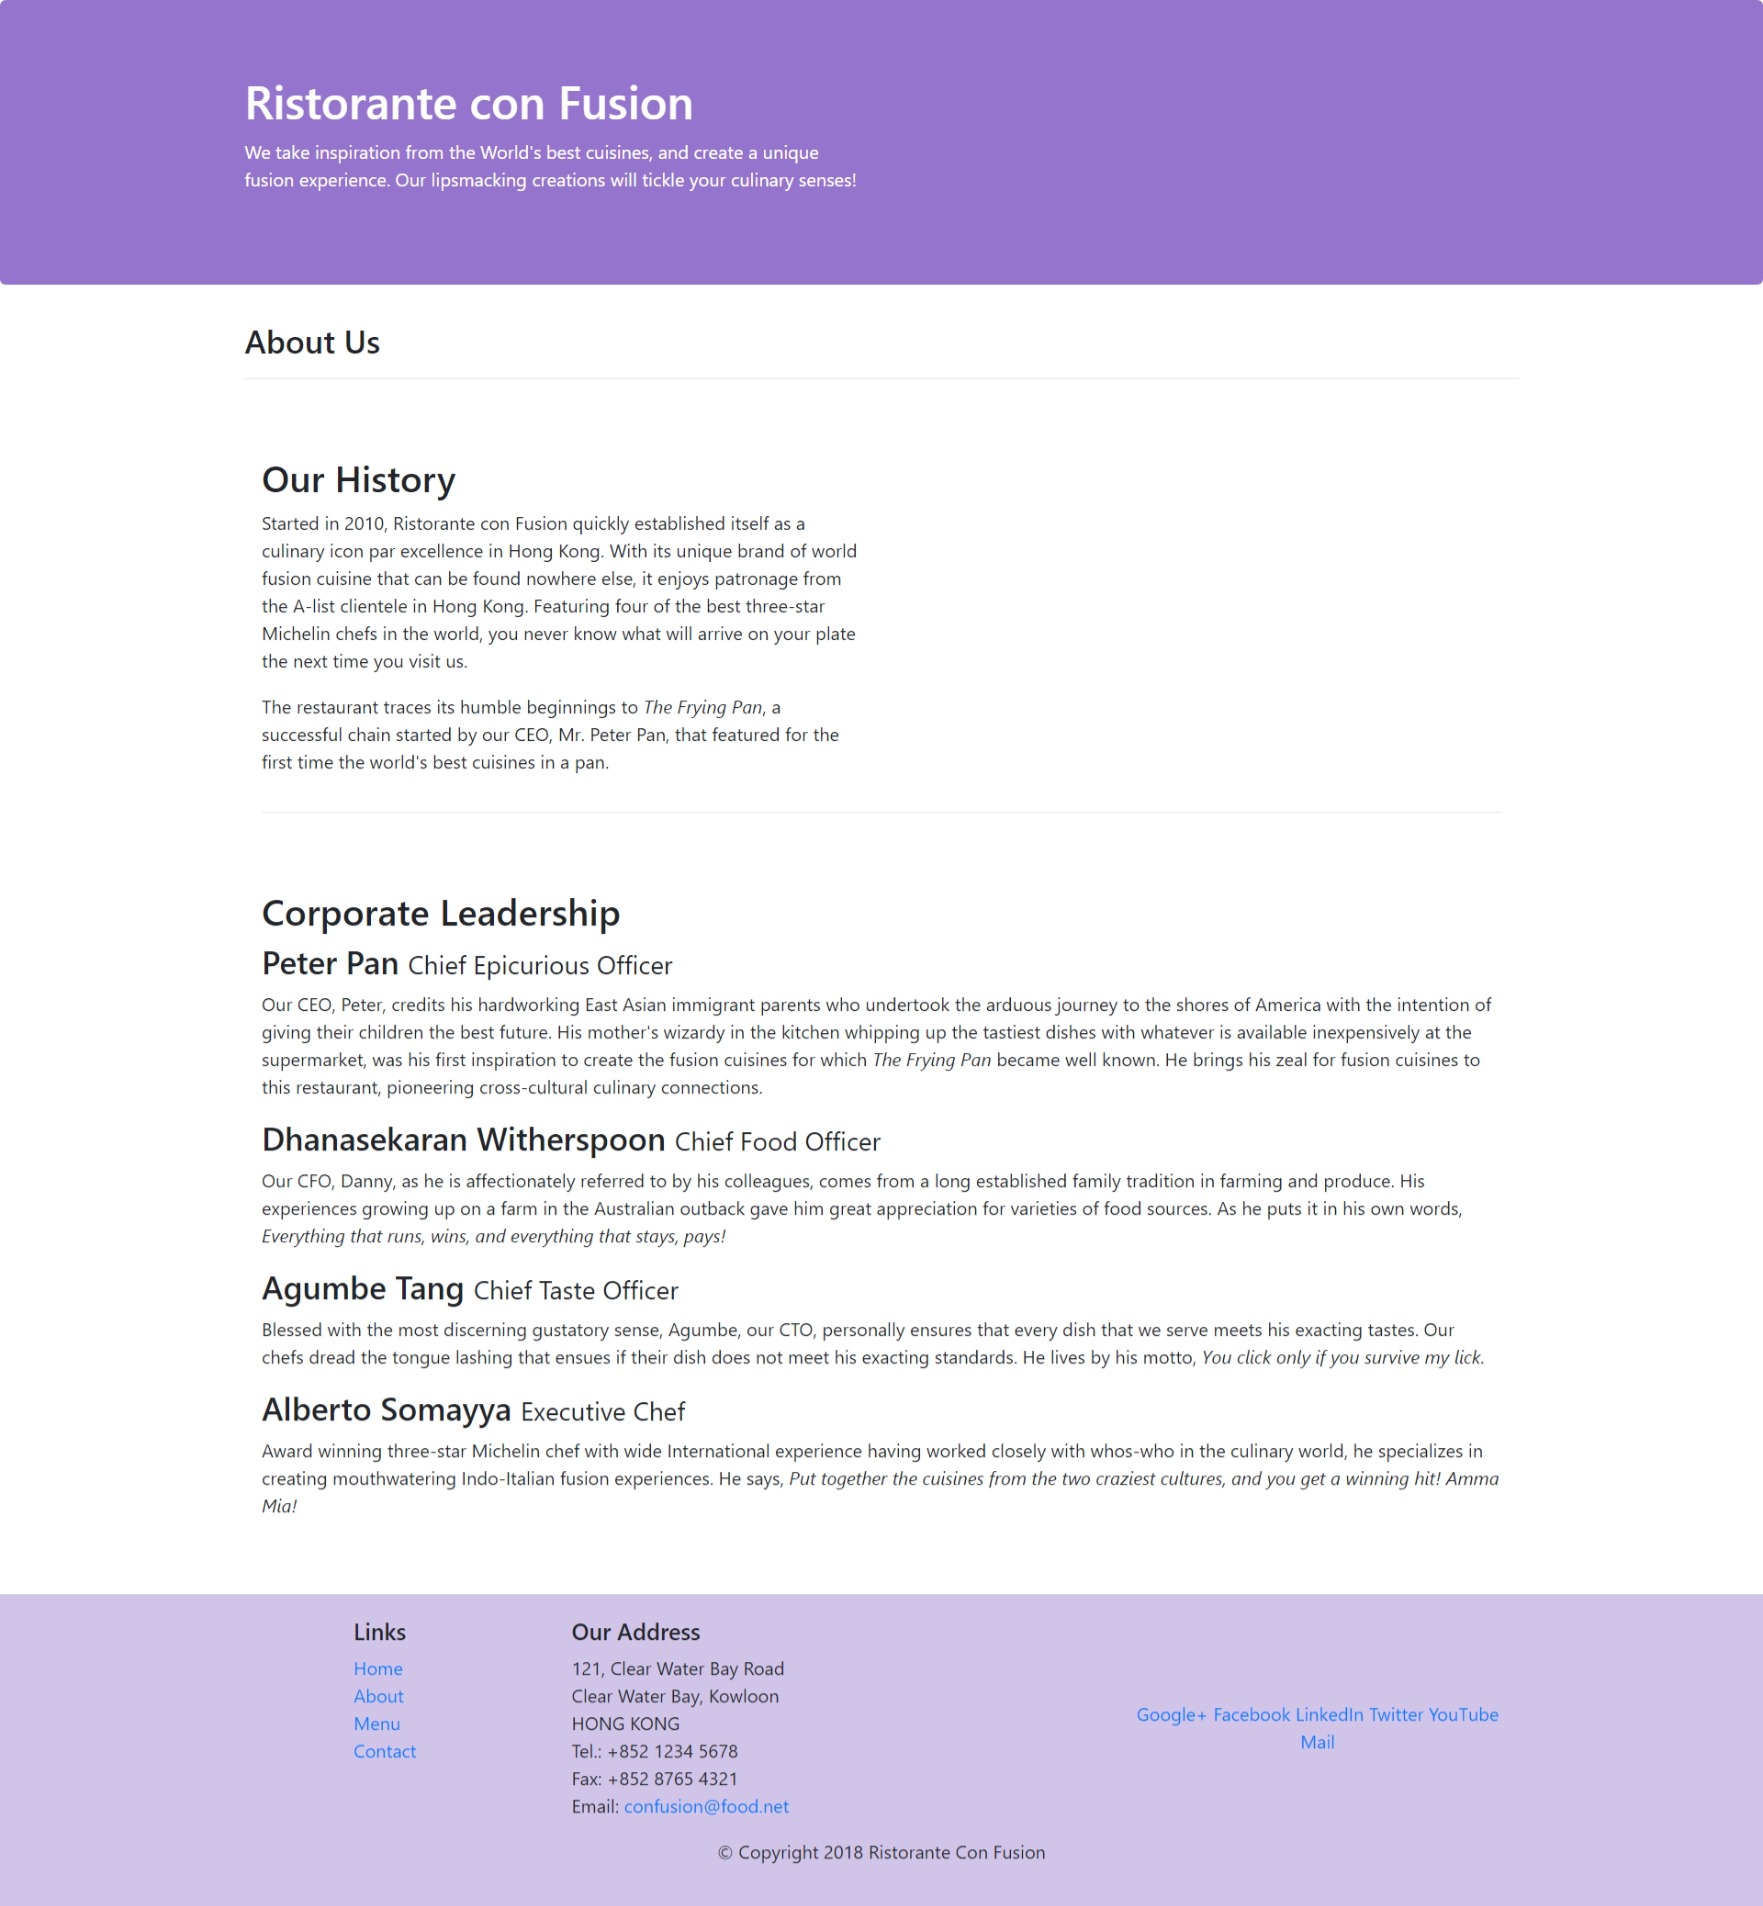 Ristorante con Fusion
We take inspiration from the World's best cuisines, and create a unique
fusion experience. Our lipsmacking creations will tickle your culinary senses!
About Us
Our History
Started in 2010, Ristorante con Fusion quickly established itself as a
culinary icon par excellence in Hong Kong. With its unique brand of world
fusion cuisine that can be found nowhere else, it enjoys patronage from
the A-list clientele in Hong Kong. Featuring four of the best three-star
Michelin chefs in the world, you never know what will arrive on your plate
the next time you visit us.
The restaurant traces its humble beginnings to The Frying Pan, a
successful chain started by our CEO, Mr. Peter Pan, that featured for the
first time the world's best cuisines in a pan.
Corporate Leadership
Peter Pan Chief Epicurious Officer
Our CEO, Peter, credits his hardworking East Asian immigrant parents who undertook the arduous journey to the shores of America with the intention of
giving their children the best future. His mother's wizardy in the kitchen whipping up the tastiest dishes with whatever is available inexpensively at the
supermarket, was his first inspiration to create the fusion cuisines for which The Frying Pan became well known. He brings his zeal for fusion cuisines to
this restaurant, pioneering cross-cultural culinary connections.
Dhanasekaran Witherspoon Chief Food Officer
Our CFO, Danny, as he is affectionately referred to by his colleagues, comes from a long established family tradition in farming and produce. His
experiences growing up on a farm in the Australian outback gave him great appreciation for varieties of food sources. As he puts it in his own words,
Everything that runs, wins, and everything that stays, pays!
Agumbe Tang Chief Taste Officer
Blessed with the most discerning gustatory sense, Agumbe, our CTO, personally ensures that every dish that we serve meets his exacting tastes. Our
chefs dread the tongue lashing that ensues if their dish does not meet his exacting standards. He lives by his motto, You click only if you survive my lick.
Alberto Somayya Executive Chef
Award winning three-star Michelin chef with wide International experience having worked closely with whos-who in the culinary world, he specializes in
creating mouthwatering Indo-Italian fusion experiences. He says, Put together the cuisines from the two craziest cultures, and you get a winning hit! Amma
Mia!
Links
Home
About
Menu
Contact
Our Address
121, Clear Water Bay Road
Clear Water Bay, Kowloon
HONG KONG
Tel.: +852 1234 5678
Fax: +852 8765 4321
Email: confusion@food.net
Google+ Facebook LinkedIn Twitter YouTube
Mail
© Copyright 2018 Ristorante Con Fusion